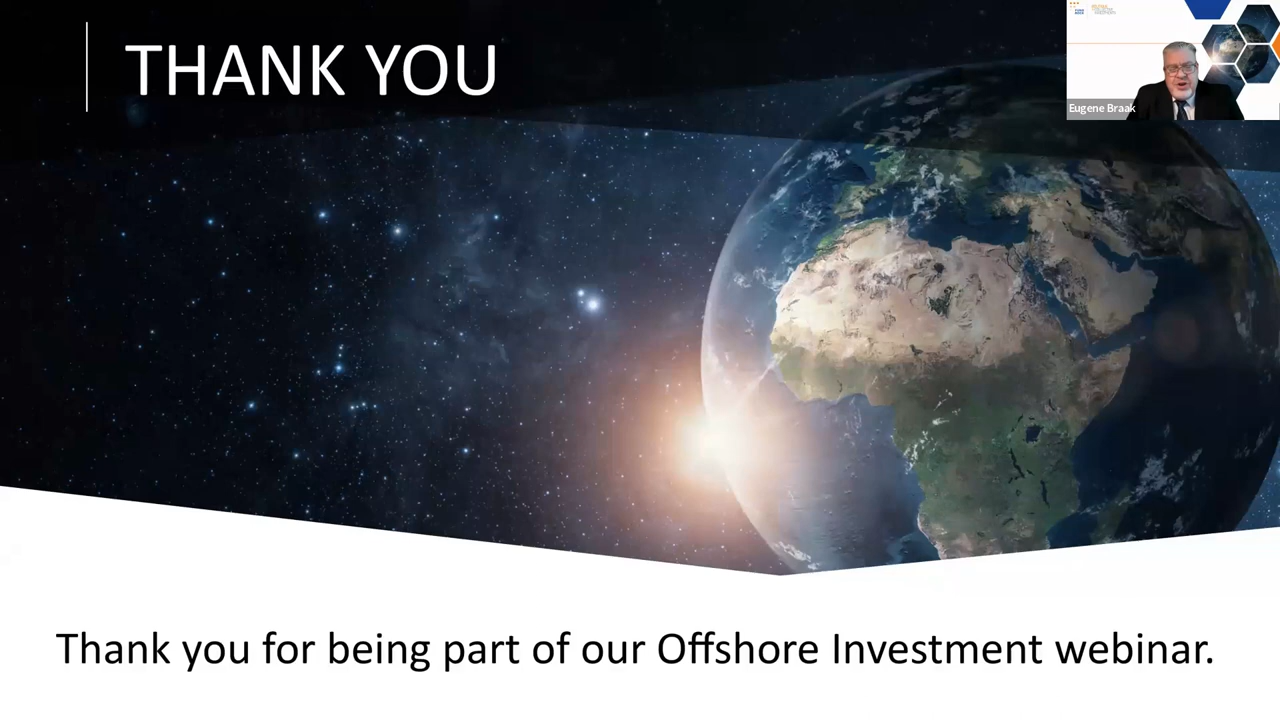 THANK YOU
Eugene Braak
Thank you for being part of our Offshore Investment webinar.